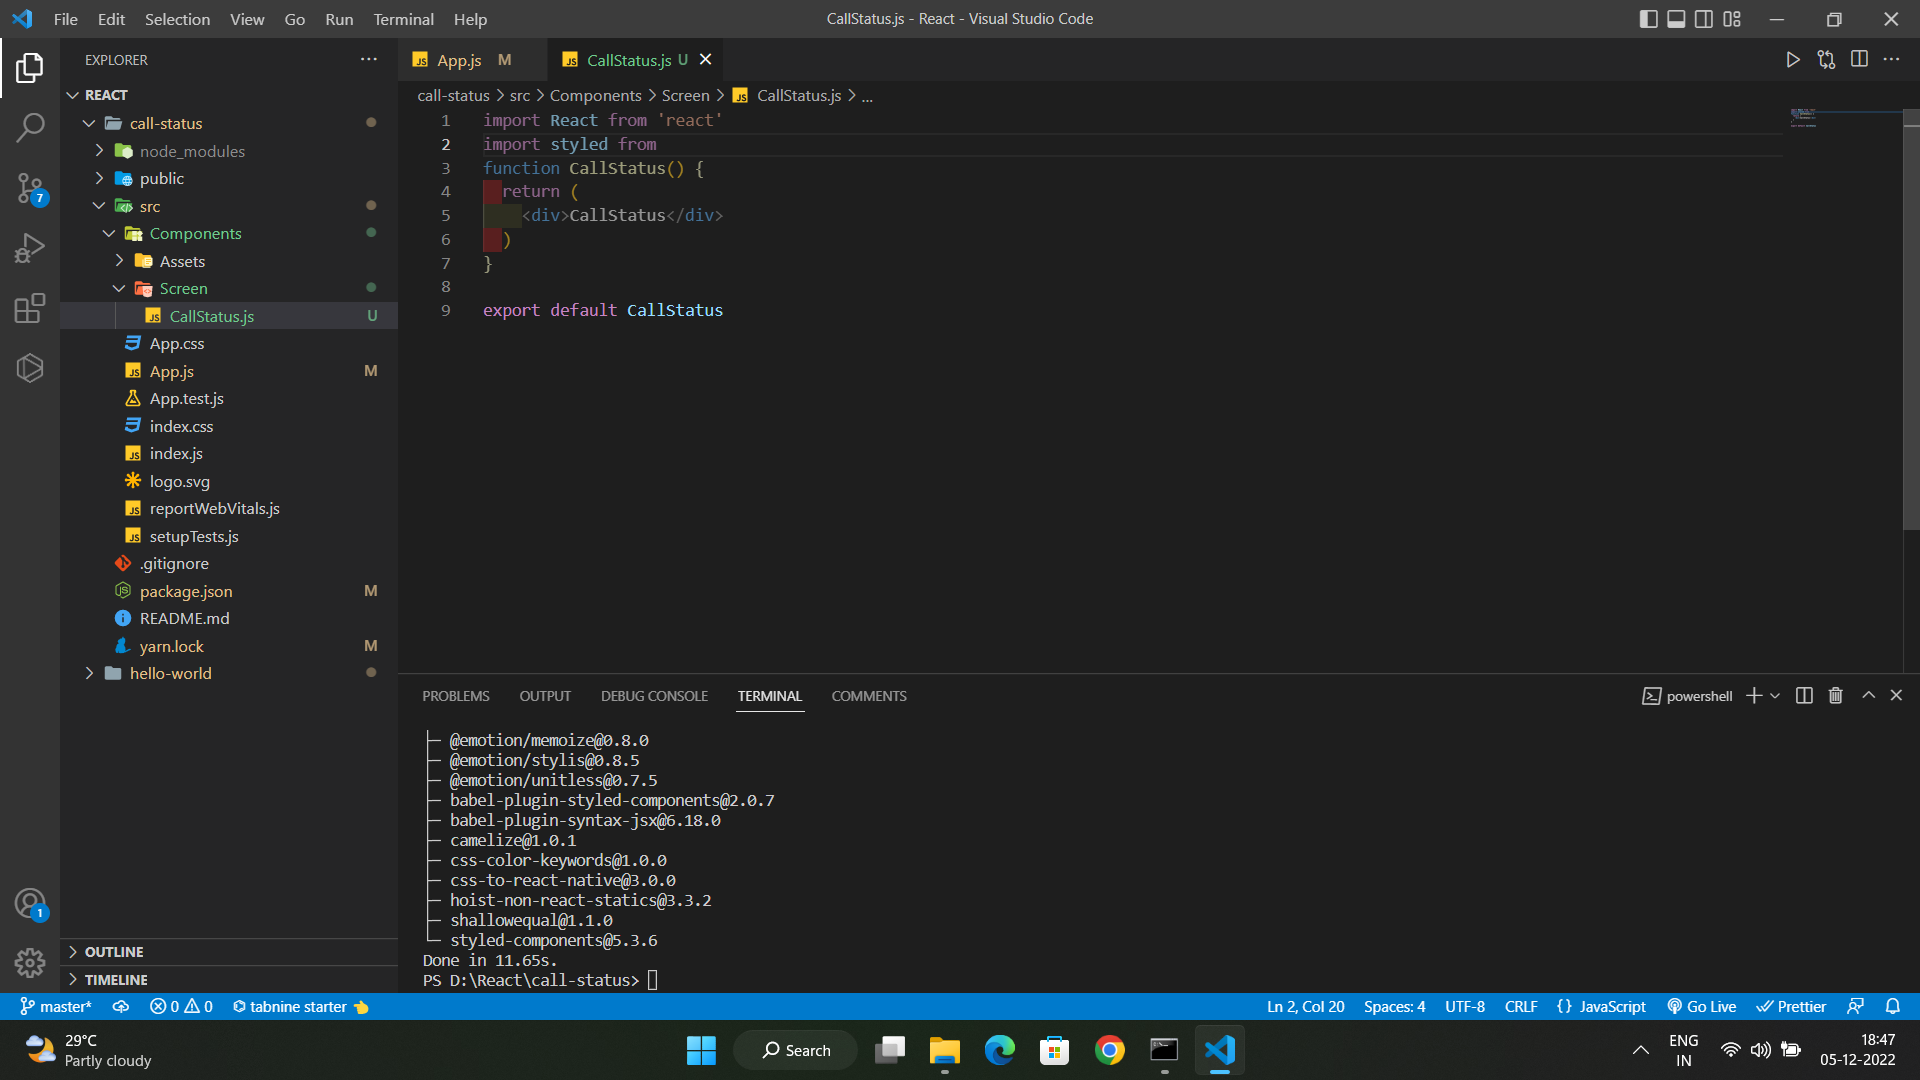 File Edit Selection View Go Run Terminal Help
CallStatus.js - React - Visual Studio Code
EXPLORER
REACT
call-status
node_modules
public
src
Components
Assets
Screen
CallStatus.js U
App.css
App.js M
App.test.js
index.css
index.js
logo.svg
reportWebVitals.js
setupTests.js
.gitignore
package.json M
README.md
yarn.lock M
hello-world
OUTLINE
TIMELINE
7
1
App.js M
CallStatus.js U
call-status > src > Components > Screen > CallStatus.js > ...
1 import React from 'react'
2 import styled from
3 function CallStatus() {
4 return (
5 <div>CallStatus</div>
6 )
7 }
8
9 export default CallStatus
PROBLEMS OUTPUT DEBUG CONSOLE TERMINAL COMMENTS
powershell
├─ @emotion/memoize@0.8.0
├─ @emotion/stylis@0.8.5
├─ @emotion/unitless@0.7.5
├─ babel-plugin-styled-components@2.0.7
├─ babel-plugin-syntax-jsx@6.18.0
├─ camelize@1.0.1
├─ css-color-keywords@1.0.0
├─ css-to-react-native@3.0.0
├─ hoist-non-react-statics@3.3.2
├─ shallowequal@1.1.0
└─ styled-components@5.3.6
Done in 11.65s.
PS D:\React\call-status>
master* 0 0 tabnine starter
Ln 2, Col 20 Spaces: 4 UTF-8 CRLF {} JavaScript Go Live Prettier
29°C
Partly cloudy
Search
ENG
IN
18:47
05-12-2022